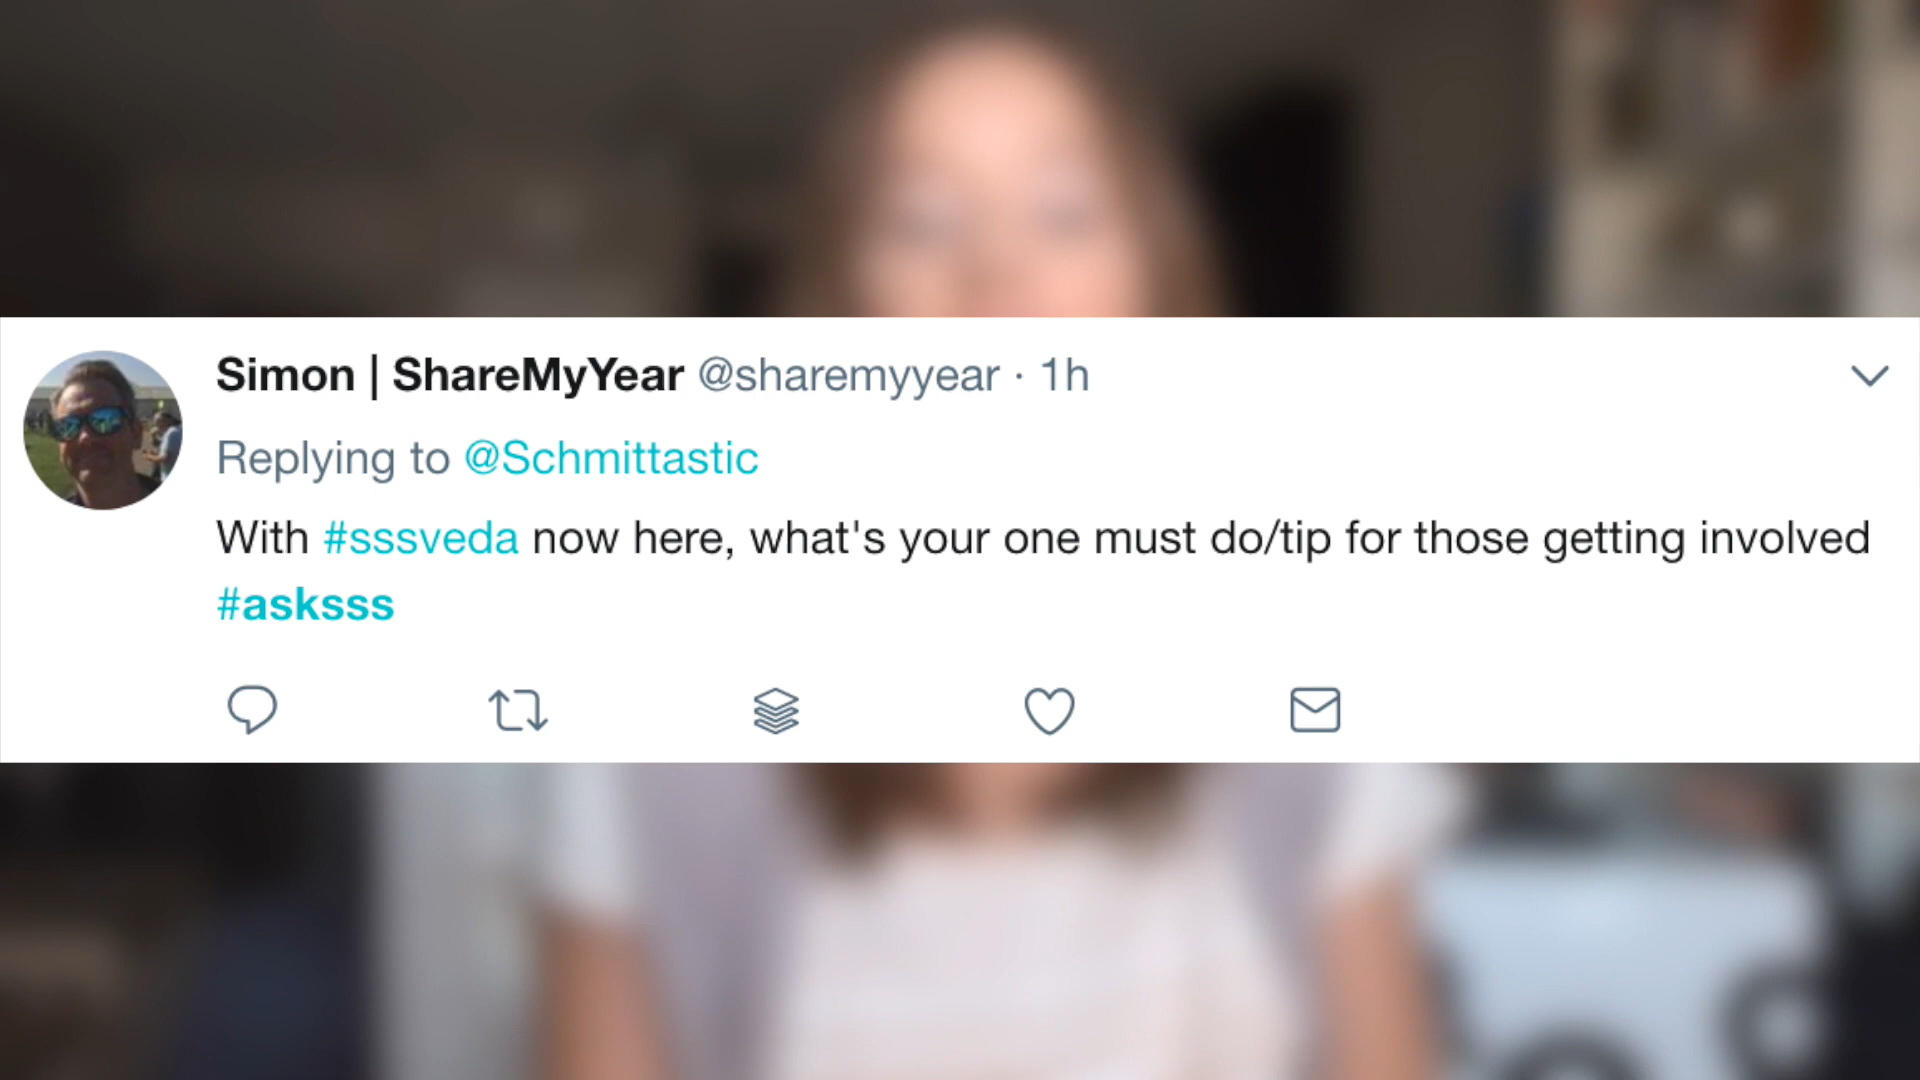 Simon | ShareMyYear @sharemyyear · 1h
Replying to @Schmittastic
With #sssveda now here, what's your one must do/tip for those getting involved
#asksss